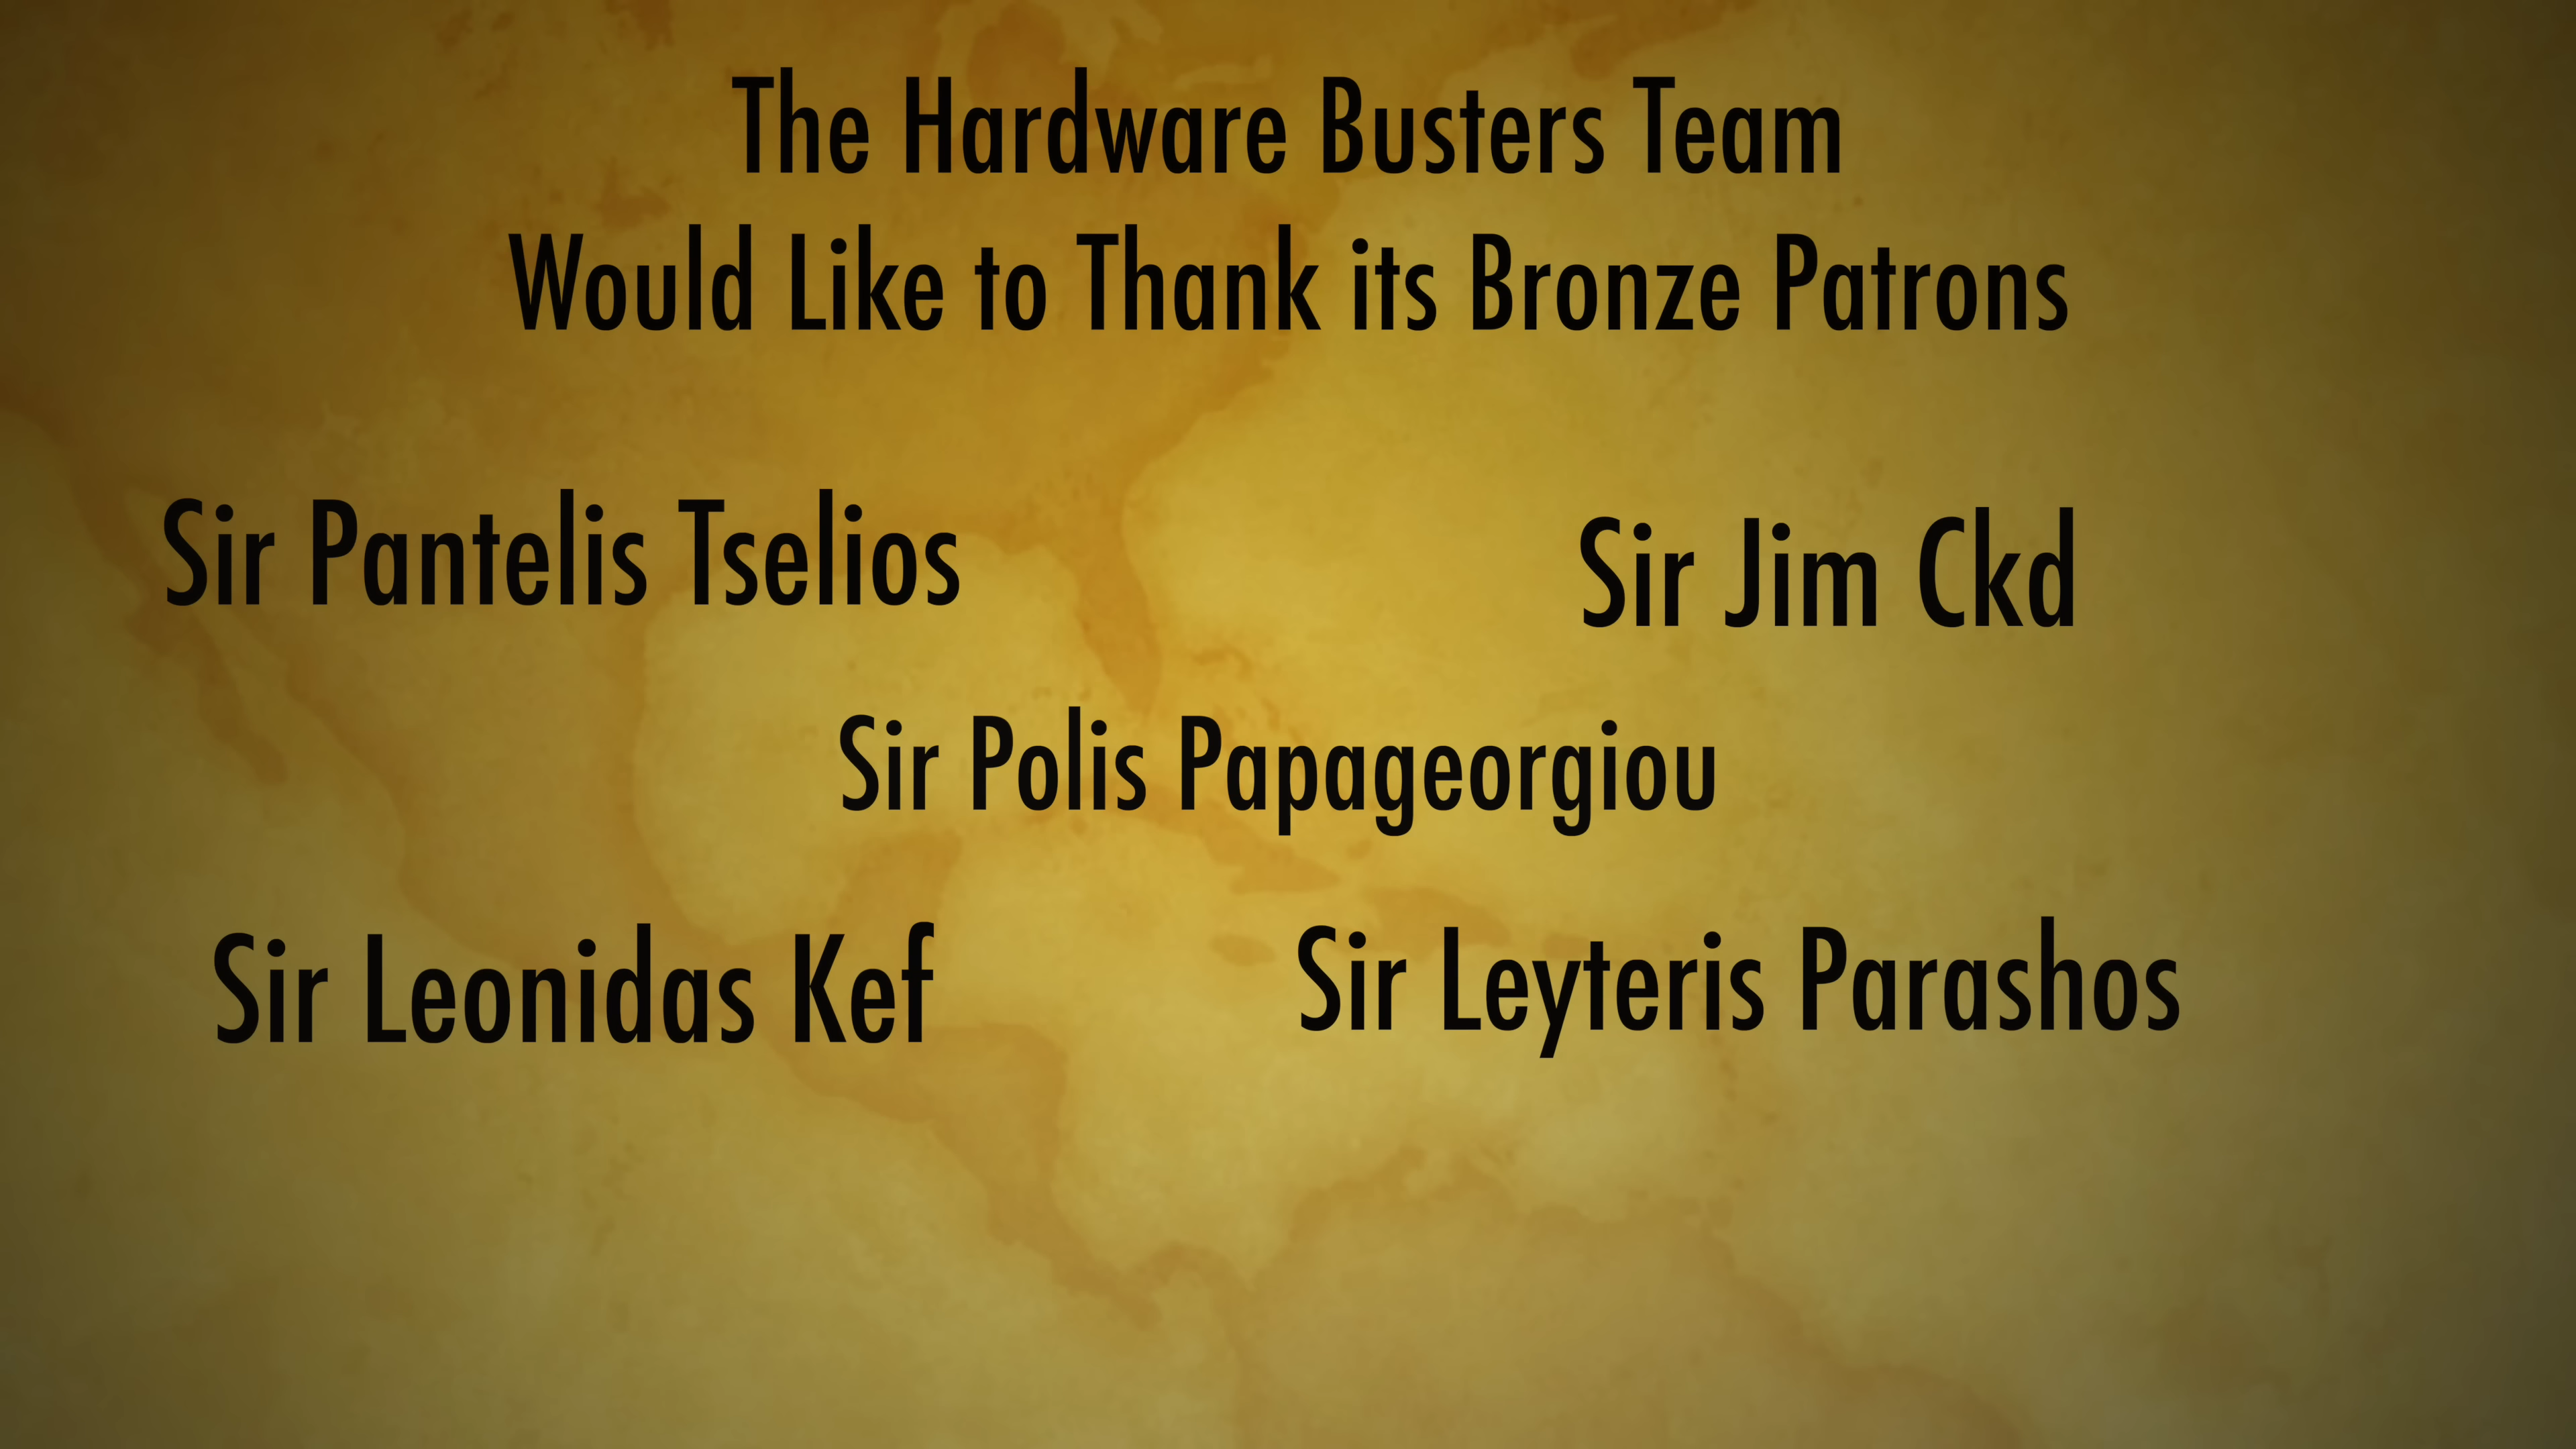 The Hardware Busters Team
Would Like to Thank its Bronze Patrons
Sir Pantelis Tselios
Sir Jim Ckd
Sir Polis Papageorgiou
Sir Leonidas Kef
Sir Leyteris Parashos